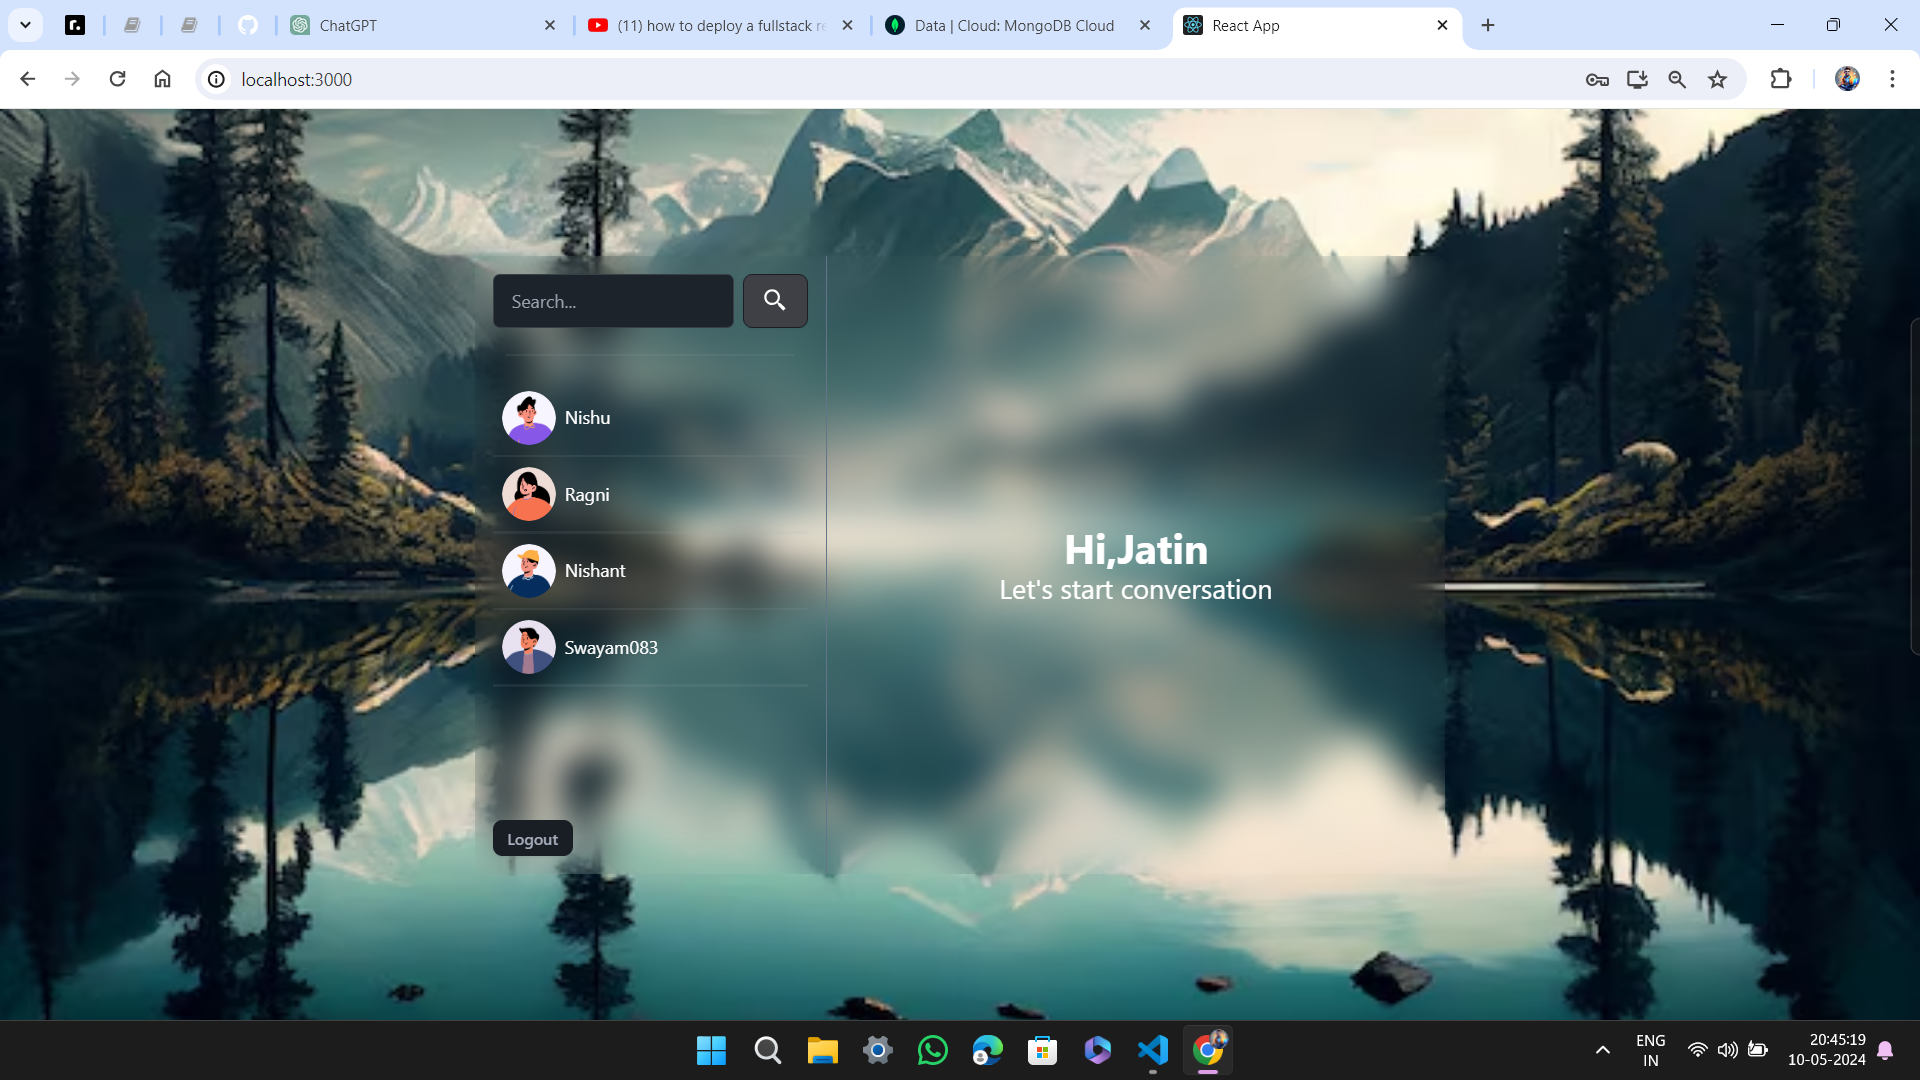 r.
ChatGPT
(11) how to deploy a fullstack re
Data | Cloud: MongoDB Cloud
React App
localhost:3000
Search...
Nishu
Ragni
Nishant
Swayam083
Logout
Hi,Jatin
Let's start conversation
ENG
IN
20:45:19
10-05-2024